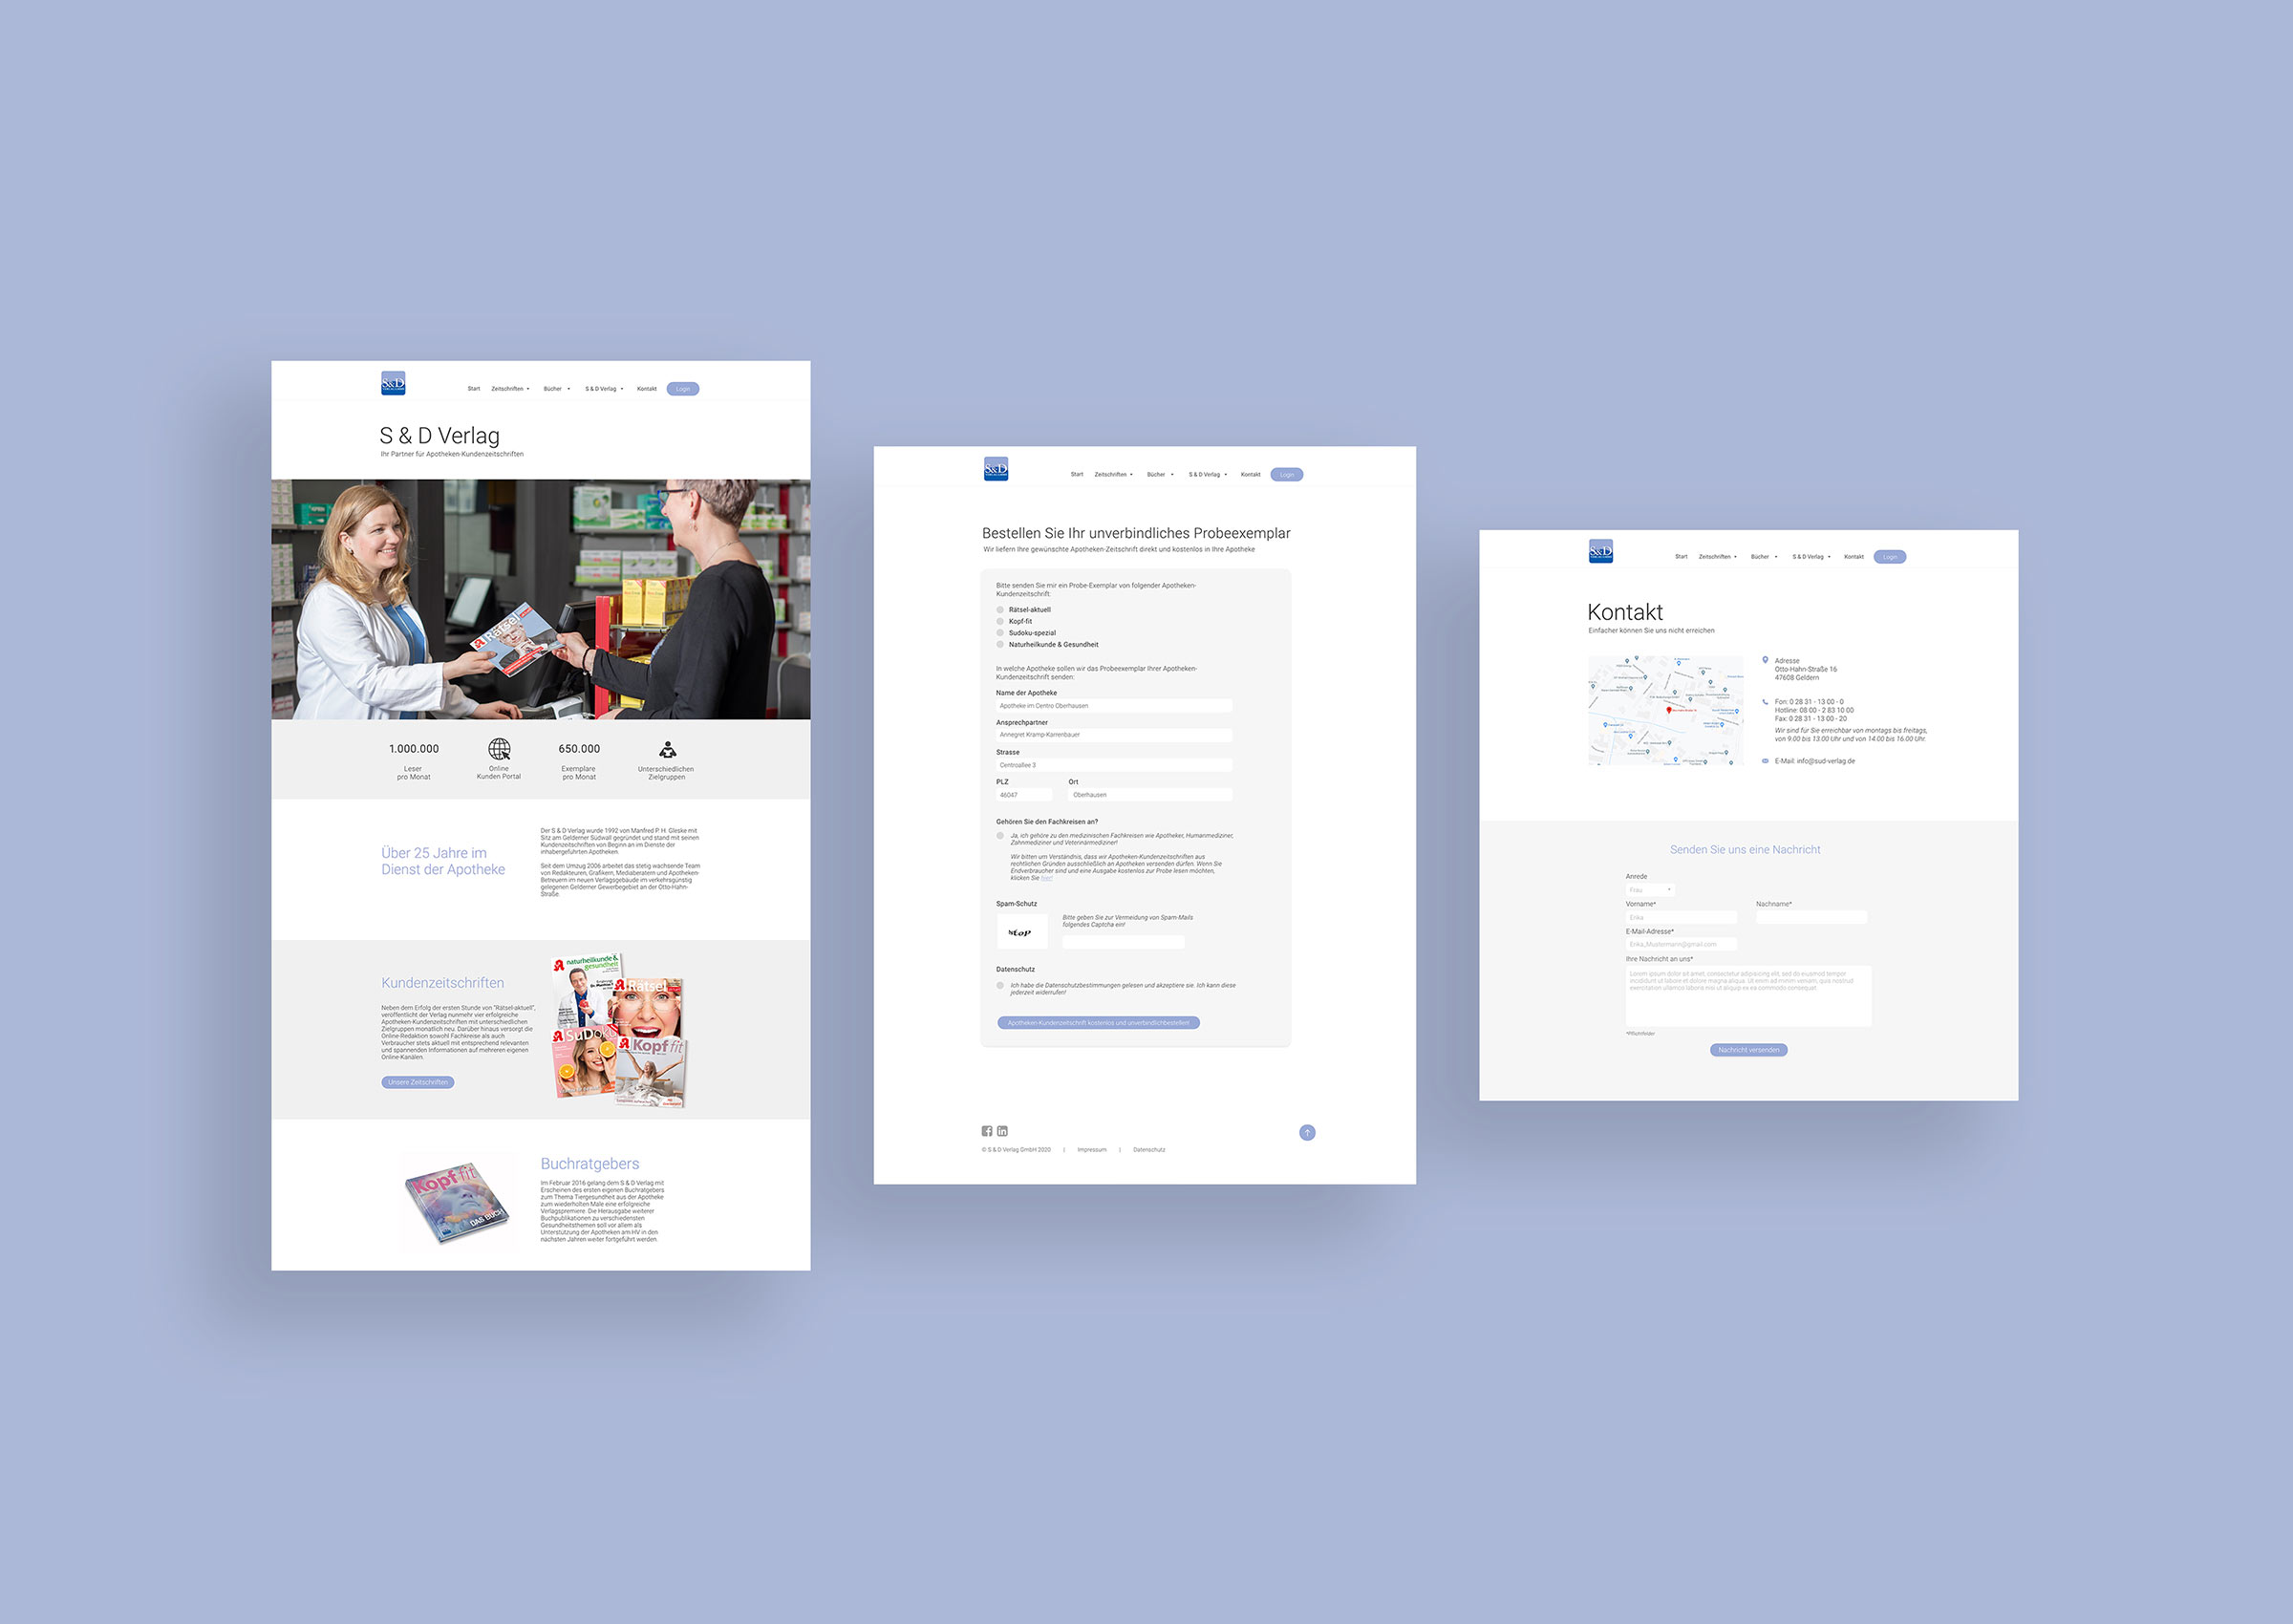 S&D
Start
Zeitschriften
Bücher
S & D Verlag
Kontakt
Login
S & D Verlag
Ihr Partner für Apotheken-Kundenzeitschriften
Rätsel
1.000.000
Leser
pro Monat
Online
Kunden Portal
650.000
Exemplare
pro Monat
Unterschiedlichen
Zielgruppen
Über 25 Jahre im
Dienst der Apotheke
Der S & D Verlag wurde 1992 von Manfred P. H. Gleske mit
Sitz am Gelderner Südwall gegründet und stand mit seinen
Kundenzeitschriften von Beginn an im Dienste der
inhabergeführten Apotheken.
Seit dem Umzug 2006 arbeitet das stetig wachsende Team
von Redakteuren, Grafikern, Mediaberatern und Apotheken-
Betreuern im neuen Verlagsgebäude im verkehrsgünstig
gelegenen Gelderner Gewerbegebiet an der Otto-Hahn-
Straße.
Kundenzeitschriften
Neben dem Erfolg der ersten Stunde von "Rätsel-aktuell",
veröffentlicht der Verlag nunmehr vier erfolgreiche
Apotheken-Kundenzeitschriften mit unterschiedlichen
Zielgruppen monatlich neu. Darüber hinaus versorgt die
Online-Redaktion sowohl Fachkreise als auch
Verbraucher stets aktuell mit entsprechend relevanten
und spannenden Informationen auf mehreren eigenen
Online-Kanälen.
Unsere Zeitschriften
naturheilkunde &
gesundheit
Rätsel
SuDoku
Kopf fit
Kopf fit
DAS BUCH
Buchratgebers
Im Februar 2016 gelang dem S & D Verlag mit
Erscheinen des ersten eigenen Buchratgebers
zum Thema Tiergesundheit aus der Apotheke
zum wiederholten Male eine erfolgreiche
Verlagspremiere. Die Herausgabe weiterer
Buchpublikationen zu verschiedensten
Gesundheitsthemen soll vor allem als
Unterstützung der Apotheken am HV in den
nächsten Jahren weiter fortgeführt werden.
S&D
Start
Zeitschriften
Bücher
S & D Verlag
Kontakt
Login
Bestellen Sie Ihr unverbindliches Probeexemplar
Wir liefern Ihre gewünschte Apotheken-Zeitschrift direkt und kostenlos in Ihre Apotheke
Bitte senden Sie mir ein Probe-Exemplar von folgender Apotheken-
Kundenzeitschrift:
Rätsel-aktuell
Kopf-fit
Sudoku-spezial
Naturheilkunde & Gesundheit
In welche Apotheke sollen wir das Probeexemplar Ihrer Apotheken-
Kundenzeitschrift senden:
Name der Apotheke
Apotheke im Centro Oberhausen
Ansprechpartner
Annegret Kramp-Karrenbauer
Strasse
Centroallee 3
PLZ
Ort
46047
Oberhausen
Gehören Sie den Fachkreisen an?
Ja, ich gehöre zu den medizinischen Fachkreisen wie Apotheker, Humanmediziner,
Zahnmediziner und Veterinärmediziner!
Wir bitten um Verständnis, dass wir Apotheken-Kundenzeitschriften aus
rechtlichen Gründen ausschließlich an Apotheken versenden dürfen. Wenn Sie
Endverbraucher sind und eine Ausgabe kostenlos zur Probe lesen möchten,
klicken Sie hier!
Spam-Schutz
Bitte geben Sie zur Vermeidung von Spam-Mails
folgendes Captcha ein!
Datenschutz
Ich habe die Datenschutzbestimmungen gelesen und akzeptiere sie. Ich kann diese
jederzeit widerrufen!
Apotheken-Kundenzeitschrift kostenlos und unverbindlichbestellen!
© S & D Verlag GmbH 2020 | Impressum | Datenschutz
S&D
Start
Zeitschriften
Bücher
S & D Verlag
Kontakt
Login
Kontakt
Einfacher können Sie uns nicht erreichen
Adresse
Otto-Hahn-Straße 16
47608 Geldern
Fon: 0 28 31 - 13 00 - 0
Hotline: 08 00 - 2 83 10 00
Fax: 0 28 31 - 13 00 - 20
Wir sind für Sie erreichbar von montags bis freitags,
von 9.00 bis 13.00 Uhr und von 14.00 bis 16.00 Uhr.
E-Mail: info@sud-verlag.de
Senden Sie uns eine Nachricht
Anrede
Frau
Vorname*
Nachname*
Erika
E-Mail-Adresse*
Erika_Mustermann@gmail.com
Ihre Nachricht an uns*
Lorem ipsum dolor sit amet, consectetur adipisicing elit, sed do eiusmod tempor
incididunt ut labore et dolore magna aliqua. Ut enim ad minim veniam, quis nostrud
exercitation ullamco laboris nisi ut aliquip ex ea commodo consequat.
*Pflichtfelder
Nachricht versenden